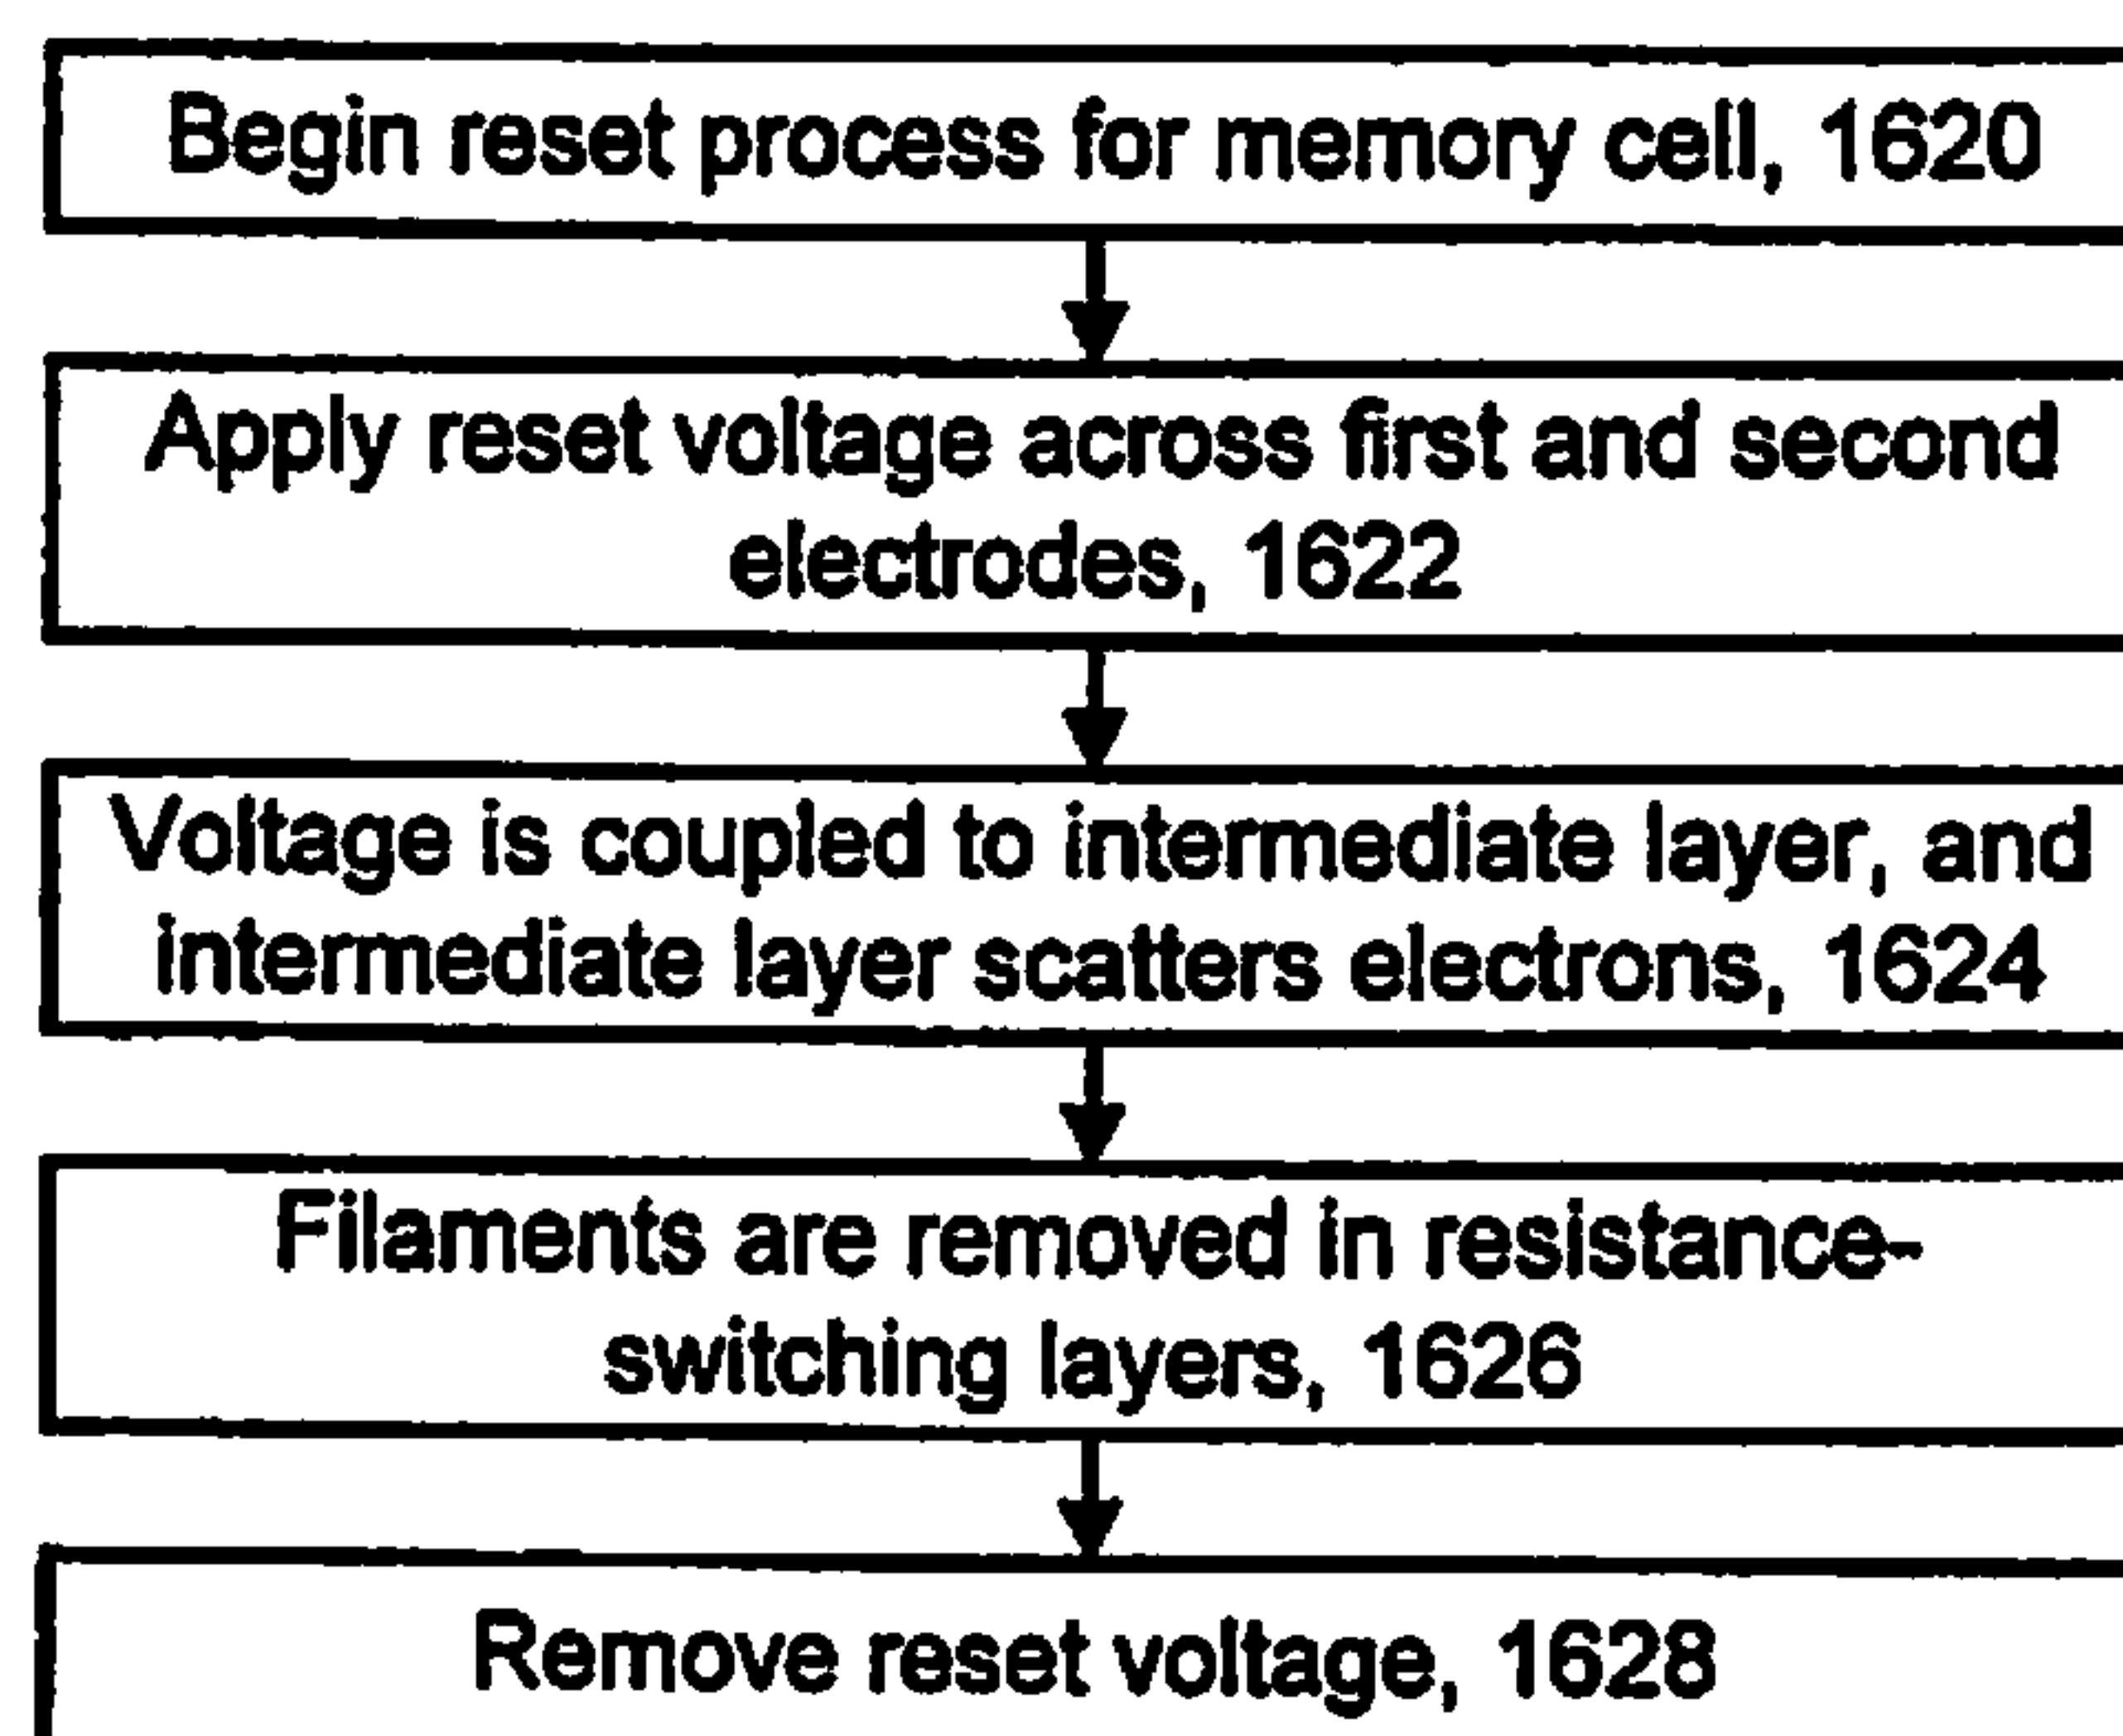 Begin reset process for memory cell, 1620
Apply reset voltage across first and second
electrodes, 1622
Voltage is coupled to intermediate layer, and
intermediate layer scatters electrons, 1624
Filaments are removed in resistance-
switching layers, 1626
Remove reset voltage, 1628